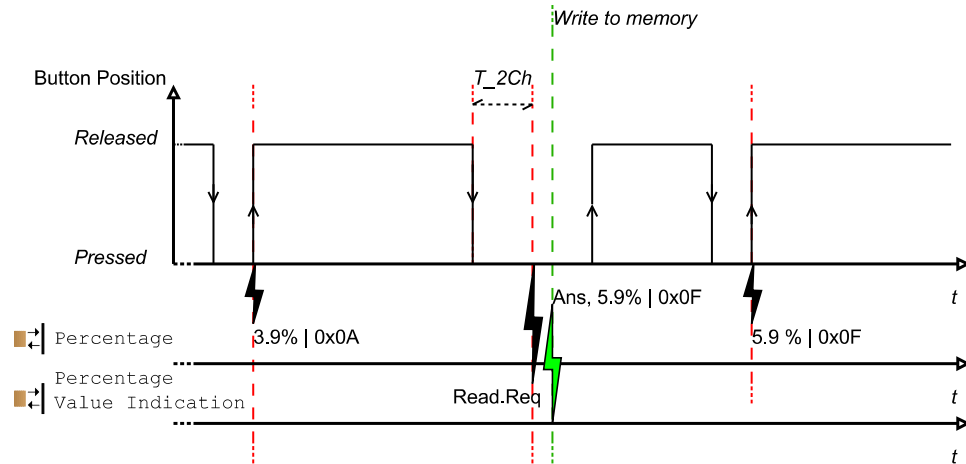 Write to memory
T_2Ch
Button Position
Released
Pressed
t
Ans, 5.9% | 0x0F
3.9% | 0x0A
5.9 % | 0x0F
Percentage
Percentage
t
Value Indication
Read.Req
t